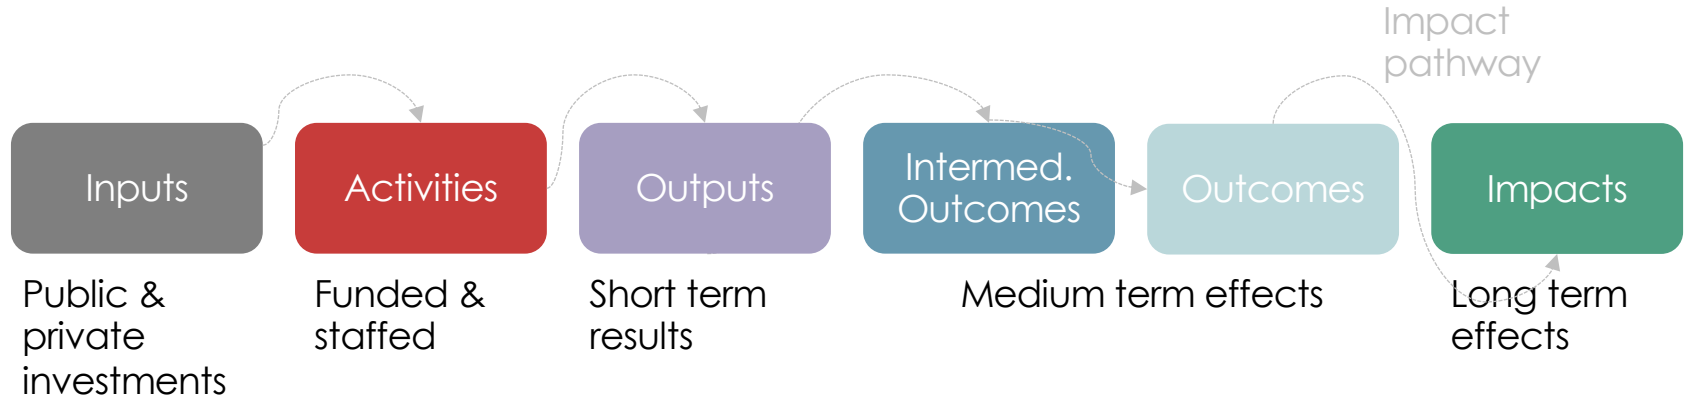 Impact
pathway
Inputs
Activities
Outputs
Intermed.
Outcomes
Outcomes
Impacts
Public &
private
investments
Funded &
staffed
Short term
results
Medium term effects
Long term
effects